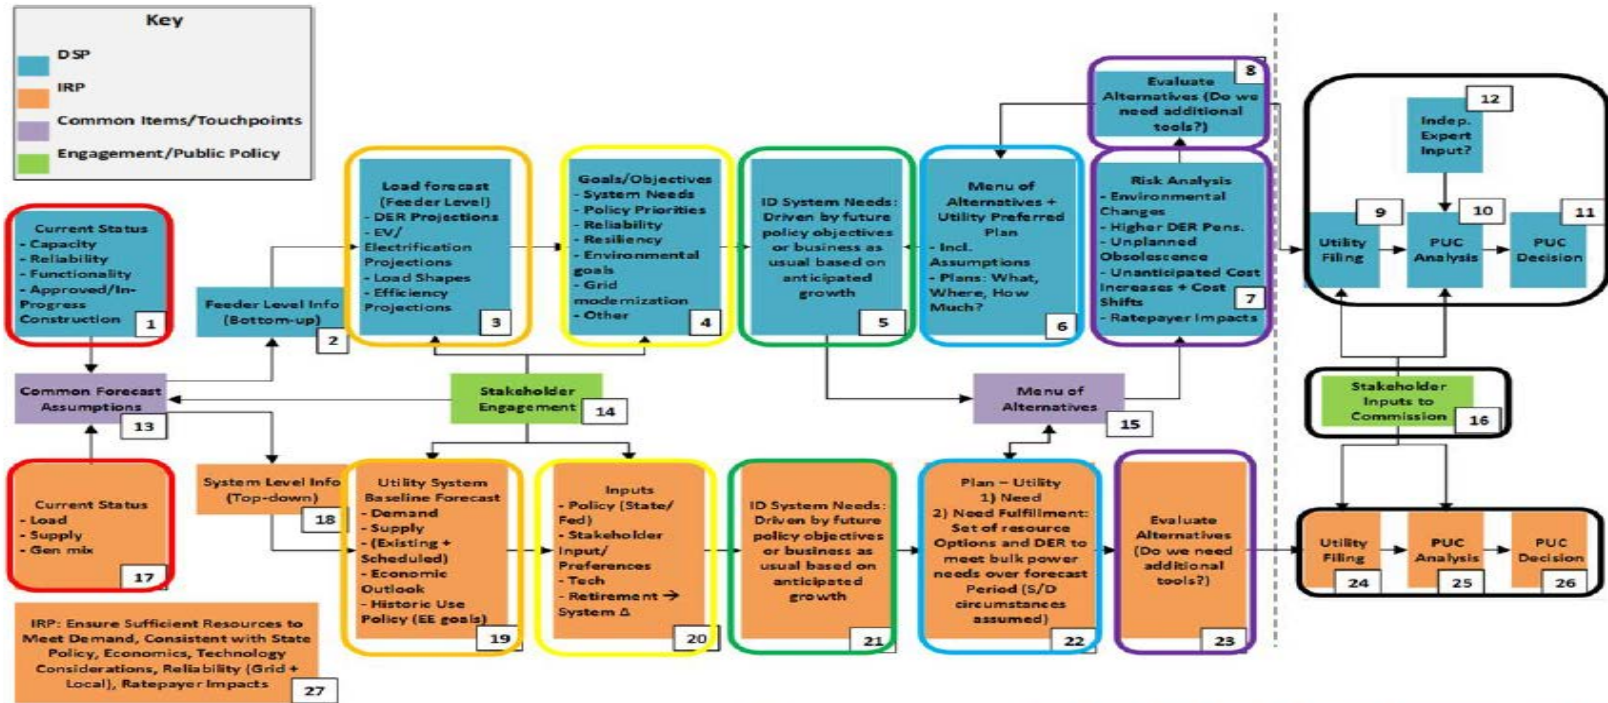 Key
DSP
IRP
Common Items/Touchpoints
Engagement/Public Policy
Current Status
- Capacity
- Reliability
- Functionality
- Approved/In-
Progress
Construction
1
Feeder Level Info
(Bottom-up)
2
Load forecast
(Feeder Level)
- DER Projections
- EV/
Electrification
Projections
- Load Shapes
- Efficiency
Projections
3
Goals/Objectives
- System Needs
- Policy Priorities
- Reliability
- Resiliency
- Environmental
goals
- Grid
modernization
- Other
4
ID System Needs:
Driven by future
policy objectives
or business as
usual based on
anticipated
growth
5
Menu of
Alternatives +
Utility Preferred
Plan
- Incl.
Assumptions
- Plans: What,
Where, How
Much?
6
Risk Analysis
- Environmental
Changes
- Higher DER Pens.
- Unplanned
Obsolescence
- Unanticipated Cost
Increases + Cost
Shifts
- Ratepayer Impacts
7
Evaluate
Alternatives (Do we
need additional
tools?)
8
Utility
Filing
9
PUC
Analysis
10
PUC
Decision
11
Indep.
Expert
Input?
12
Common Forecast
Assumptions
13
Stakeholder
Engagement
14
Menu of
Alternatives
15
Stakeholder
Inputs to
Commission
16
Current Status
- Load
- Supply
- Gen mix
17
System Level Info
(Top-down)
18
Utility System
Baseline Forecast
- Demand
- Supply
- (Existing +
Scheduled)
- Economic
Outlook
- Historic Use
Policy (EE goals)
19
Inputs
- Policy (State/
Fed)
- Stakeholder
Input/
Preferences
- Tech
- Retirement →
System Δ
20
ID System Needs:
Driven by future
policy objectives
or business as
usual based on
anticipated
growth
21
Plan – Utility
1) Need
2) Need Fulfillment:
Set of resource
Options and DER to
meet bulk power
needs over forecast
Period (S/D
circumstances
assumed)
22
Evaluate
Alternatives
(Do we need
additional
tools?)
23
Utility
Filing
24
PUC
Analysis
25
PUC
Decision
26
IRP: Ensure Sufficient Resources to
Meet Demand, Consistent with State
Policy, Economics, Technology
Considerations, Reliability (Grid +
Local), Ratepayer Impacts
27